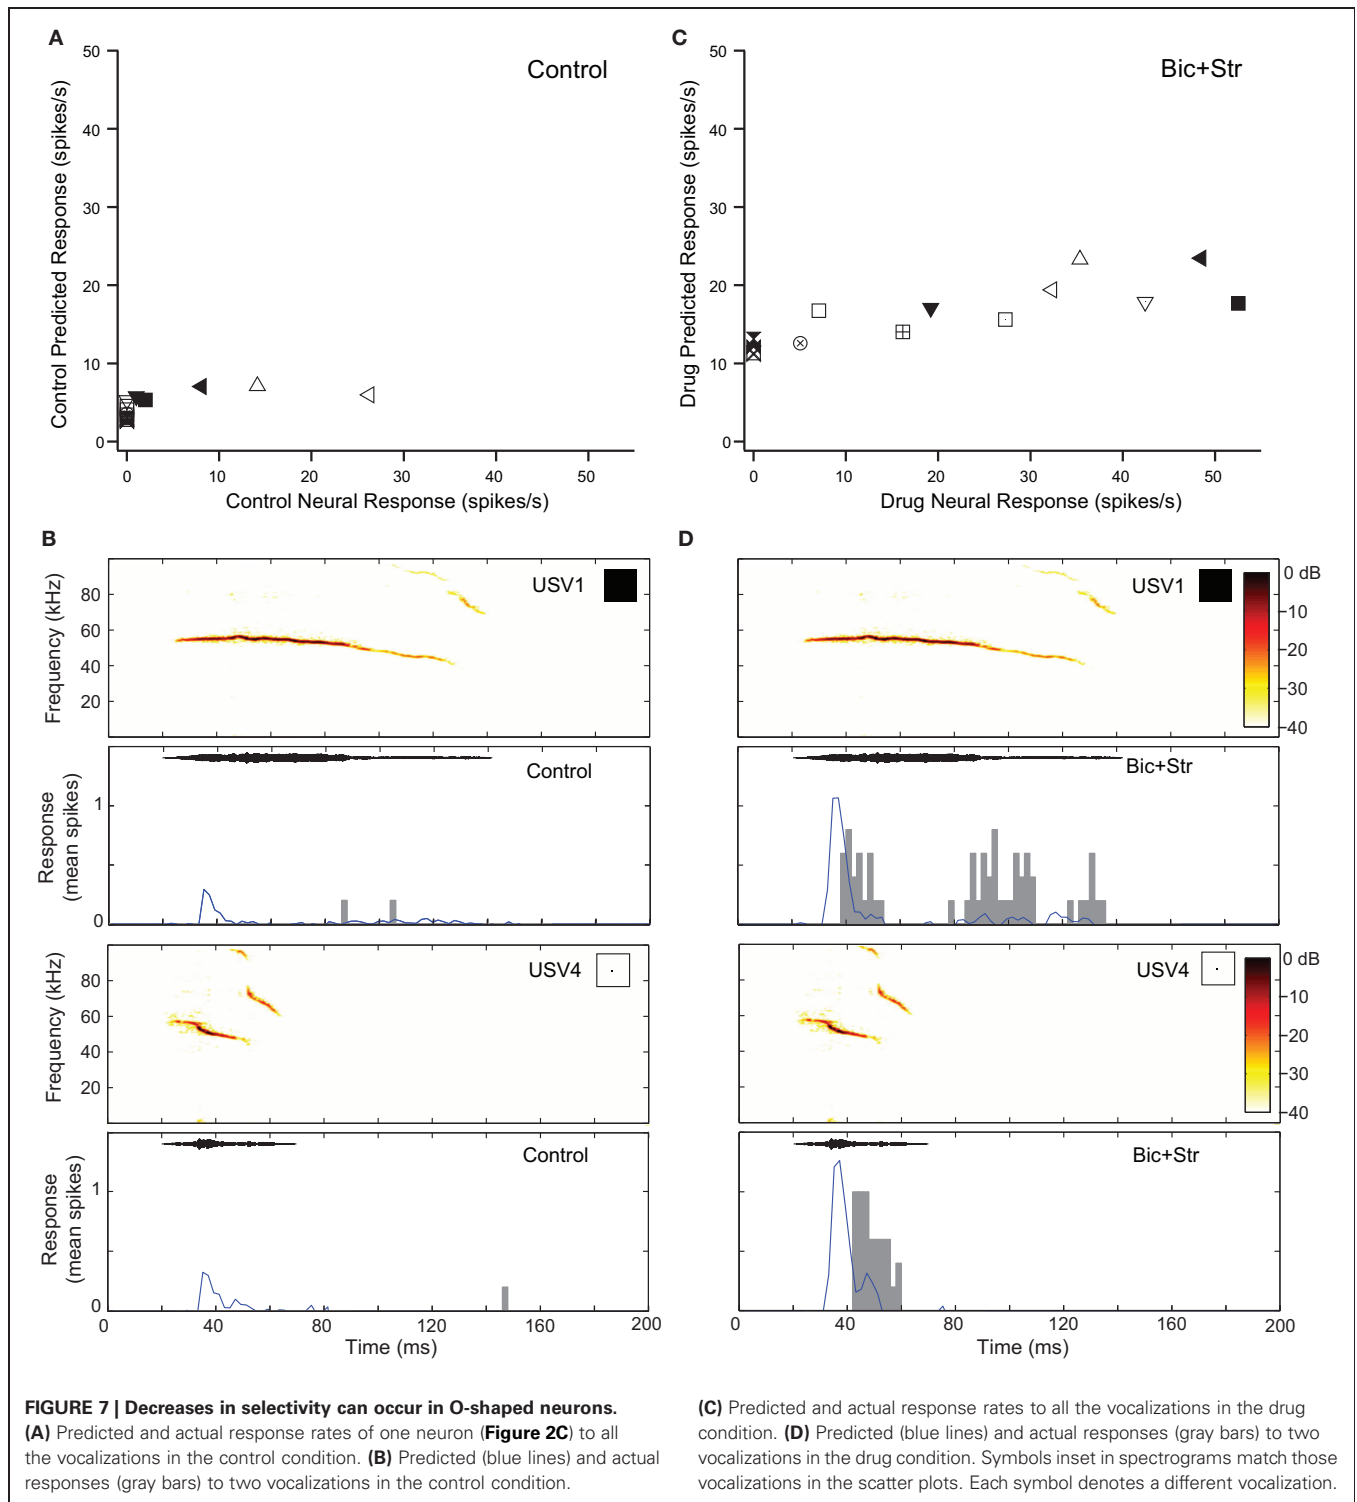 A
Control
50
40
30
20
10
0
Control Predicted Response (spikes/s)
0 10 20 30 40 50
Control Neural Response (spikes/s)
C
Bic+Str
50
40
30
20
10
0
Drug Predicted Response (spikes/s)
0 10 20 30 40 50
Drug Neural Response (spikes/s)
B
USV1
80
60
40
20
Frequency (kHz)
Control
1
0
Response
(mean spikes)
USV4
80
60
40
20
Frequency (kHz)
Control
1
0
Response
(mean spikes)
0 40 80 120 160 200
Time (ms)
D
USV1
0 dB
−10
−20
−30
−40
Bic+Str
USV4
0 dB
−10
−20
−30
−40
Bic+Str
0 40 80 120 160 200
Time (ms)
FIGURE 7 | Decreases in selectivity can occur in O-shaped neurons.
(A) Predicted and actual response rates of one neuron (Figure 2C) to all
the vocalizations in the control condition. (B) Predicted (blue lines) and actual
responses (gray bars) to two vocalizations in the control condition.
(C) Predicted and actual response rates to all the vocalizations in the drug
condition. (D) Predicted (blue lines) and actual responses (gray bars) to two
vocalizations in the drug condition. Symbols inset in spectrograms match those
vocalizations in the scatter plots. Each symbol denotes a different vocalization.